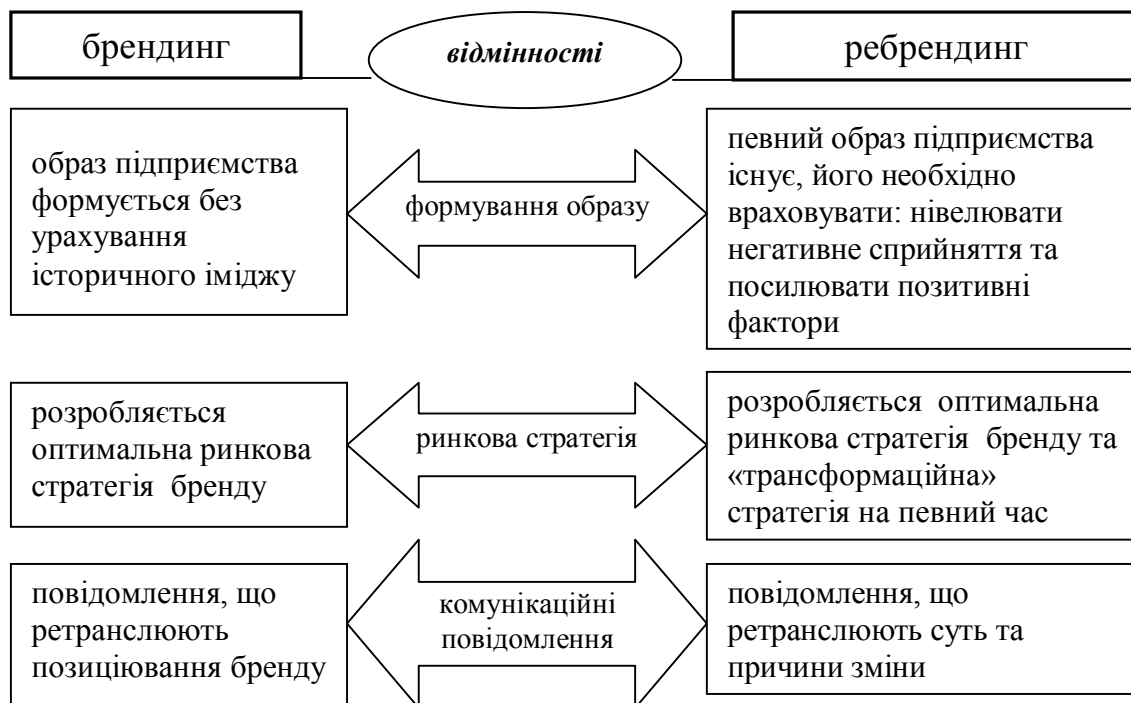 брендинг
відмінності
ребрендинг
образ підприємства
формується без
урахування
історичного іміджу
формування образу
певний образ підприємства
існує, його необхідно
враховувати: нівелювати
негативне сприйняття та
посилювати позитивні
фактори
розробляється
оптимальна ринкова
стратегія бренду
ринкова стратегія
розробляється оптимальна
ринкова стратегія бренду та
«трансформаційна»
стратегія на певний час
повідомлення, що
ретранслюють
позиціювання бренду
комунікаційні
повідомлення
повідомлення, що
ретранслюють суть та
причини зміни